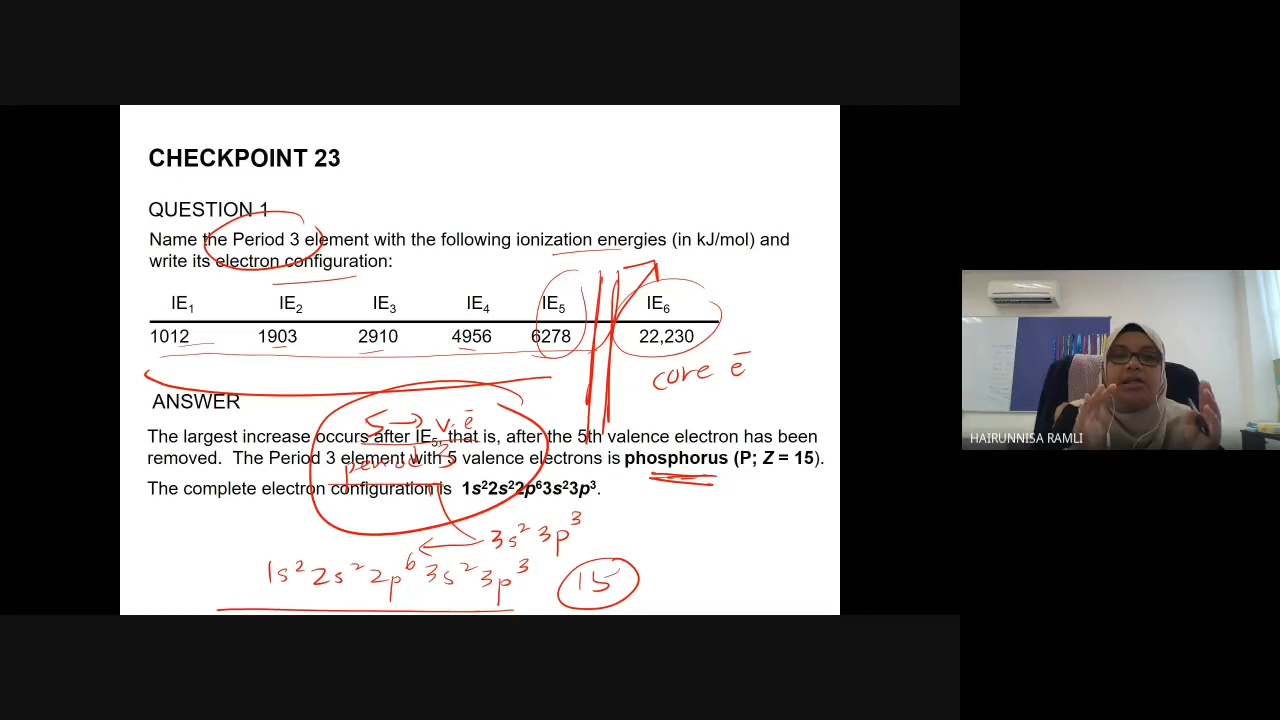 CHECKPOINT 23
QUESTION 1
Name the Period 3 element with the following ionization energies (in kJ/mol) and
write its electron configuration:
IE1 IE2 IE3 IE4 IE5 IE6
1012 1903 2910 4956 6278 22,230
core e⁻
ANSWER
5 → v. e⁻
The largest increase occurs after IE5, that is, after the 5th valence electron has been
period 3
removed. The Period 3 element with 5 valence electrons is phosphorus (P; Z = 15).
The complete electron configuration is 1s²2s²2p⁶3s²3p³.
3s² 3p³
1s² 2s² 2p⁶ 3s² 3p³ 15
HAIRUNNISA RAMLI